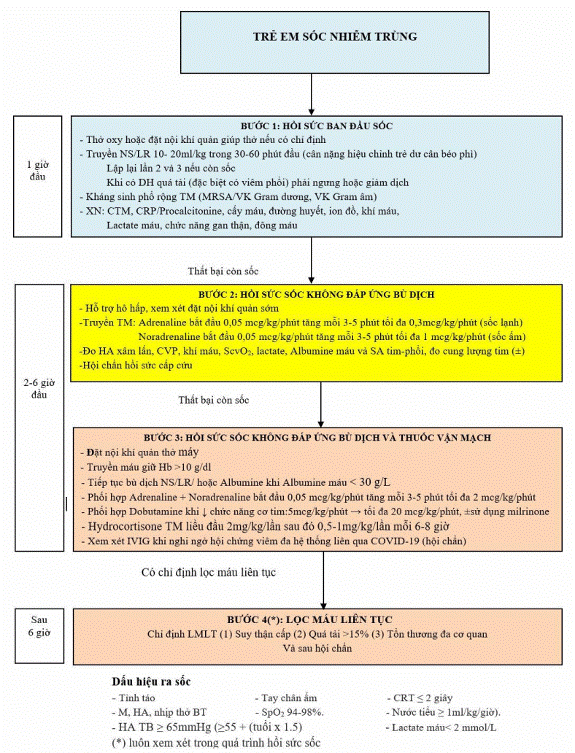 TRẺ EM SỐC NHIỄM TRÙNG
1 giờ
đầu
BƯỚC 1: HỒI SỨC BAN ĐẦU SỐC
- Thở oxy hoặc đặt nội khí quản giúp thở nếu có chỉ định
- Truyền NS/LR 10- 20ml/kg trong 30-60 phút đầu (cân nặng hiệu chỉnh trẻ dư cân béo phì)
Lập lại lần 2 và 3 nếu còn sốc
Khi có DH quá tải (đặc biệt có viêm phổi) phải ngưng hoặc giảm dịch
- Kháng sinh phổ rộng TM (MRSA/VK Gram dương, VK Gram âm)
- XN: CTM, CRP/Procalcitonine, cấy máu, đường huyết, ion đồ, khí máu,
Lactate máu, chức năng gan thận, đông máu
Thất bại còn sốc
2-6 giờ
đầu
BƯỚC 2: HỒI SỨC SỐC KHÔNG ĐÁP ỨNG BÙ DỊCH
- Hỗ trợ hô hấp, xem xét đặt nội khí quản sớm
-Truyền TM: Adrenaline bắt đầu 0,05 mcg/kg/phút tăng mỗi 3-5 phút tối đa 0,3mcg/kg/phút (sốc lạnh)
Noradrenaline bắt đầu 0,05 mcg/kg/phút tăng mỗi 3-5 phút tối đa 1 mcg/kg/phút (sốc ấm)
-Đo HA xâm lấn, CVP, khí máu, ScvO₂, lactate, Albumine máu và SA tim-phổi, đo cung lượng tim (±)
-Hội chẩn hồi sức cấp cứu
Thất bại còn sốc
BƯỚC 3: HỒI SỨC SỐC KHÔNG ĐÁP ỨNG BÙ DỊCH VÀ THUỐC VẬN MẠCH
- Đặt nội khí quản thở máy
- Truyền máu giữ Hb >10 g/dl
- Tiếp tục bù dịch NS/LR/ hoặc Albumine khi Albumine máu < 30 g/L
- Phối hợp Adrenaline + Noradrenaline bắt đầu 0,05 mcg/kg/phút tăng mỗi 3-5 phút tối đa 2 mcg/kg/phút
- Phối hợp Dobutamine khi ↓ chức năng cơ tim:5mcg/kg/phút → tối đa 20 mcg/kg/phút, ±sử dụng milrinone
- Hydrocortisone TM liều đầu 2mg/kg/lần sau đó 0,5-1mg/kg/lần mỗi 6-8 giờ
- Xem xét IVIG khi nghi ngờ hội chứng viêm đa hệ thống liên qua COVID-19 (hội chẩn)
Có chỉ định lọc máu liên tục
Sau
6 giờ
BƯỚC 4(*): LỌC MÁU LIÊN TỤC
Chỉ định LMLT (1) Suy thận cấp (2) Quá tải >15% (3) Tổn thương đa cơ quan
Và sau hội chẩn
Dấu hiệu ra sốc
- Tỉnh táo - Tay chân ấm - CRT ≤ 2 giây
- M, HA, nhịp thở BT - SpO₂ 94-98%. - Nước tiểu ≥ 1ml/kg/giờ).
- HA TB ≥ 65mmHg (≥55 + (tuổi x 1.5) - Lactate máu< 2 mmol/L
(*) luôn xem xét trong quá trình hồi sức sốc